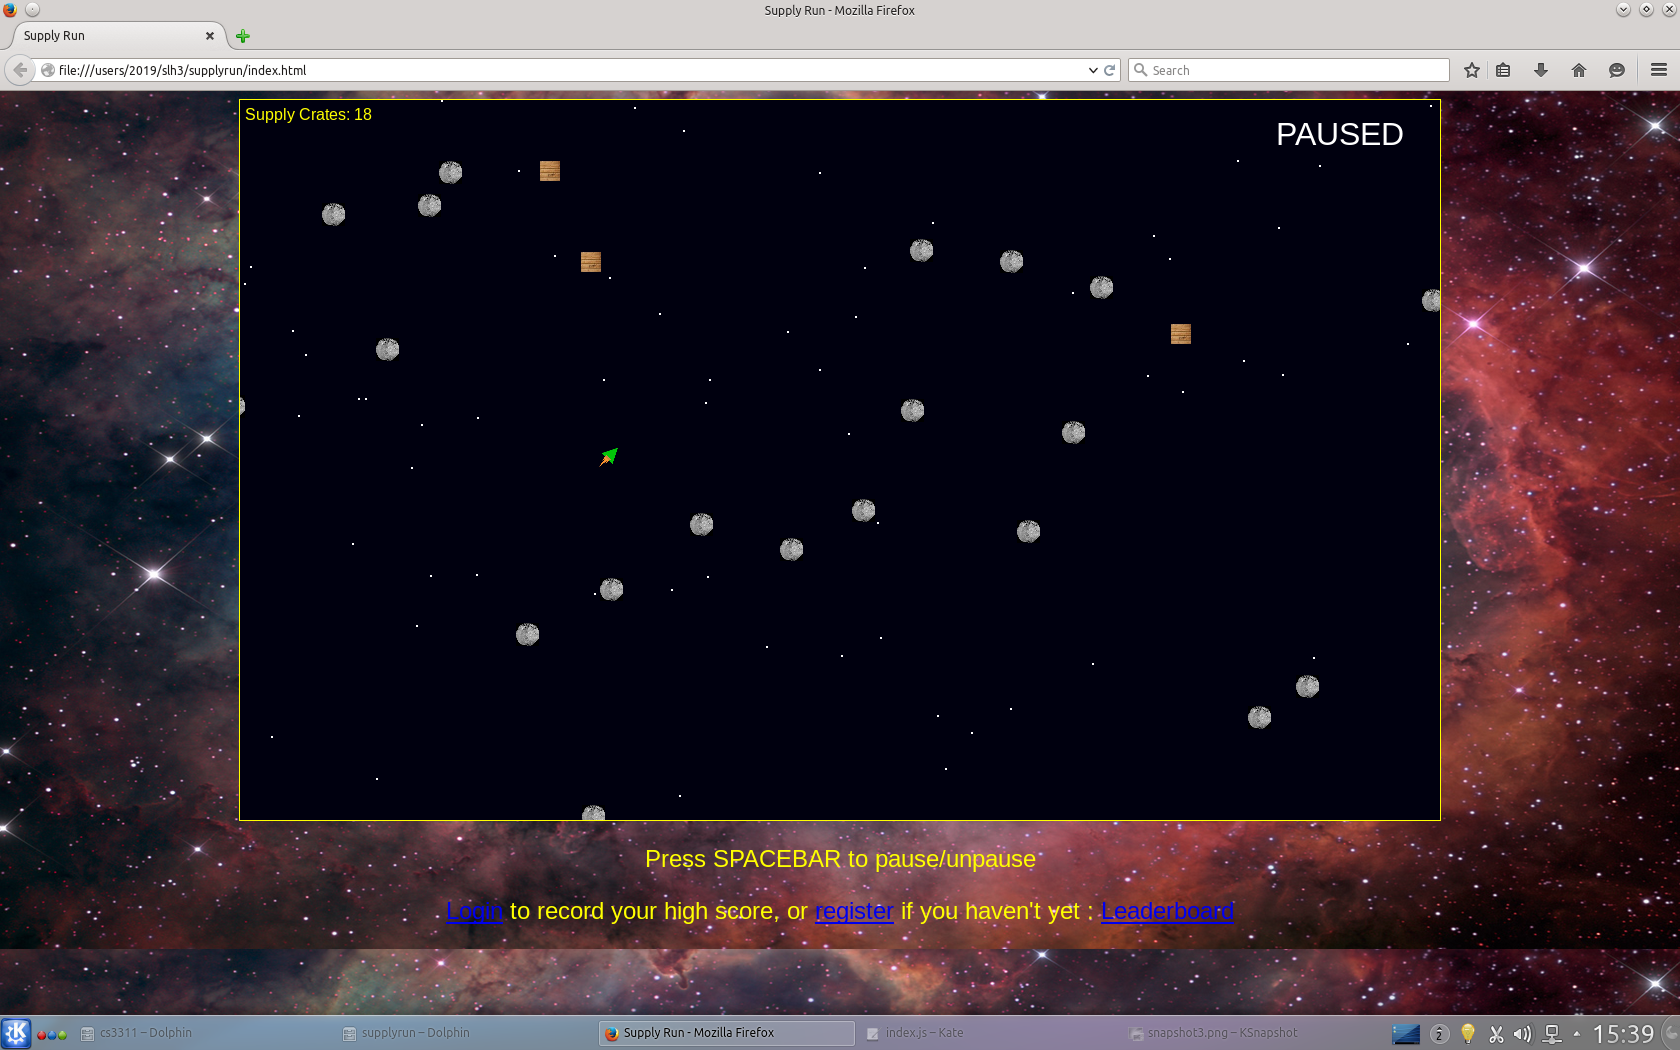 Supply Run - Mozilla Firefox
Supply Run
file:///users/2019/slh3/supplyrun/index.html
Search
Supply Crates: 18
PAUSED
Press SPACEBAR to pause/unpause
Login to record your high score, or register if you haven't yet : Leaderboard
cs3311 – Dolphin
supplyrun – Dolphin
Supply Run - Mozilla Firefox
index.js – Kate
snapshot3.png – KSnapshot
2
15:39